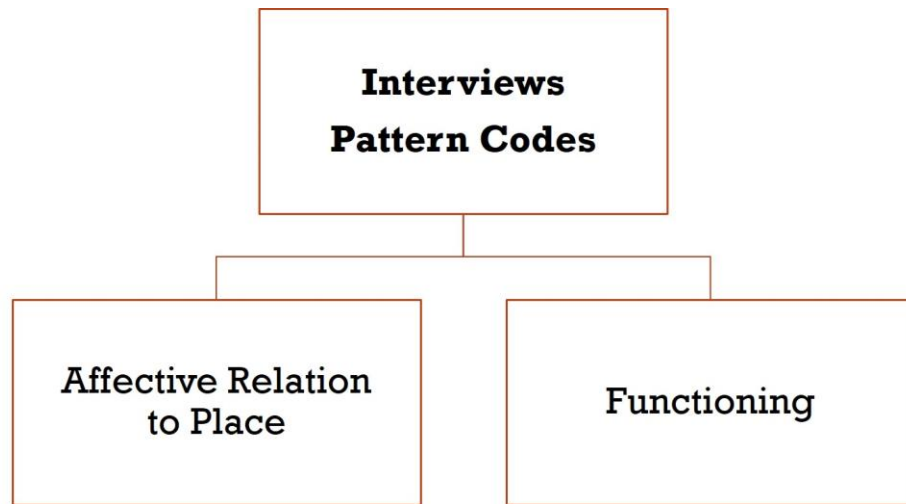 Interviews
Pattern Codes
Affective Relation
to Place
Functioning